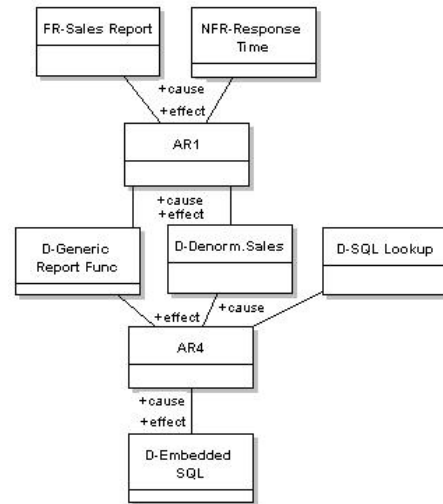 FR-Sales Report
NFR-Response
Time
+cause
+effect
AR1
+cause
+effect
D-Generic
Report Func
D-Denorm.Sales
D-SQL Lookup
+cause
+effect
AR4
+cause
+effect
D-Embedded
SQL